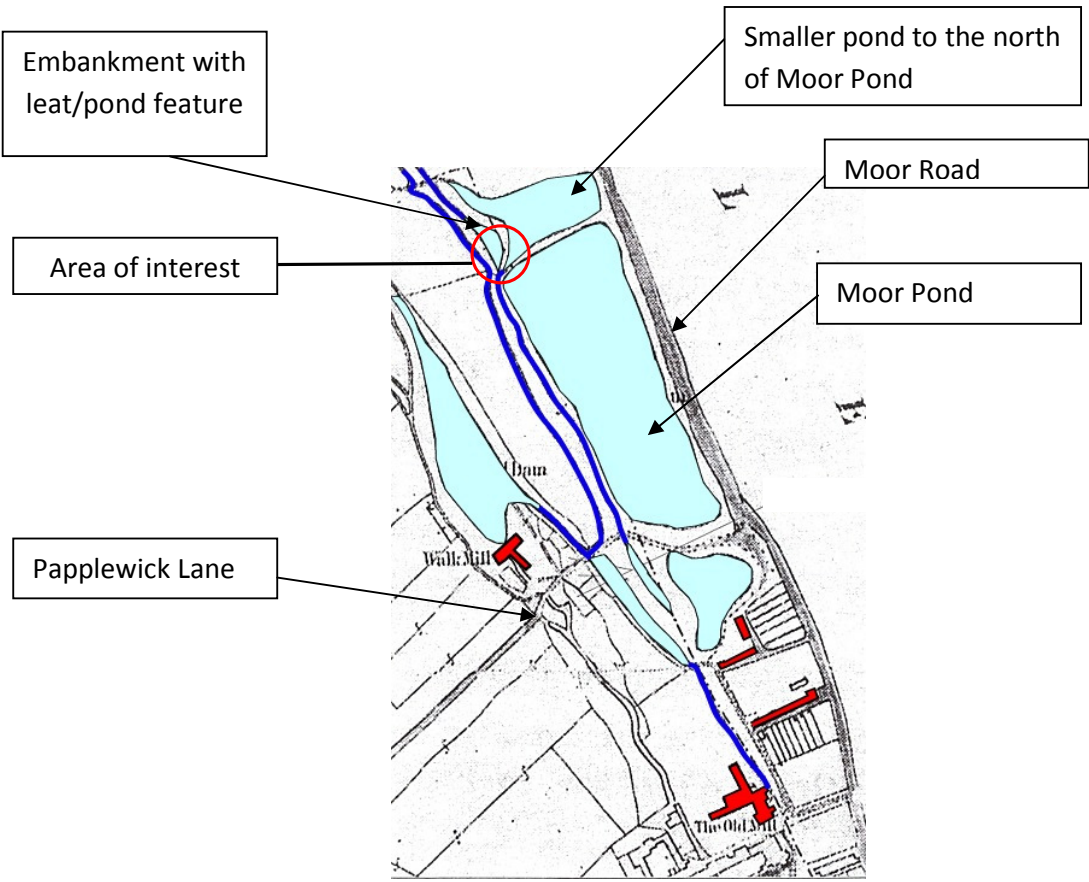 Embankment with
leat/pond feature
Smaller pond to the north
of Moor Pond
Moor Road
Area of interest
Moor Pond
Dam
Walk Mill
Papplewick Lane
The Old Mill